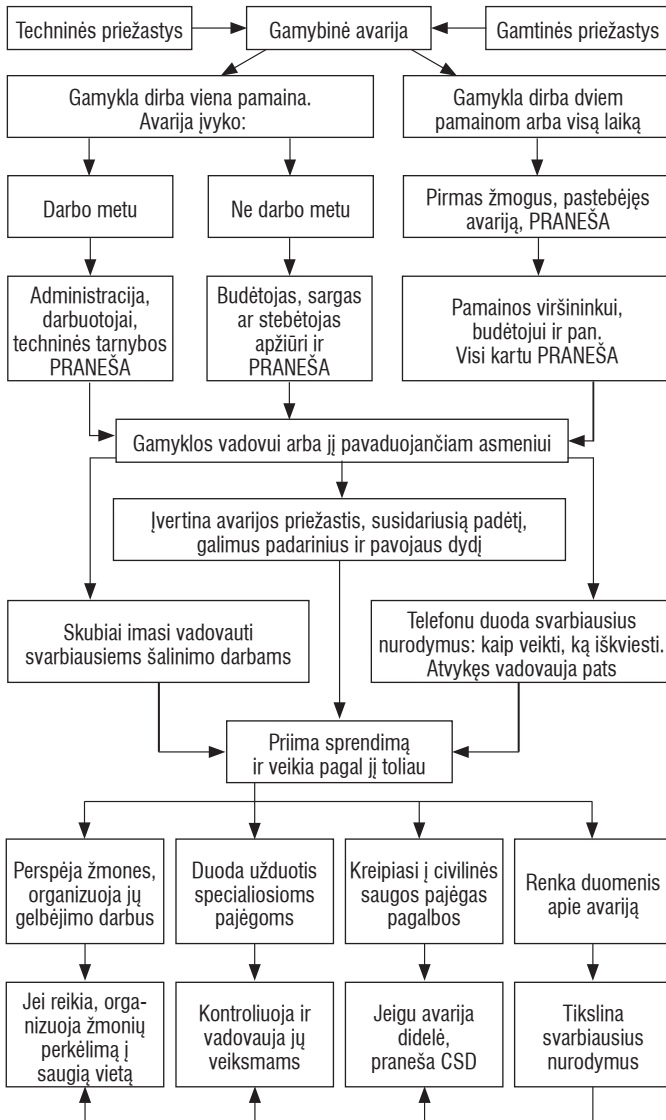 Techninės priežastys
Gamybinė avarija
Gamtinės priežastys
Gamykla dirba viena pamaina.
Avarija įvyko:
Gamykla dirba dviem
pamainom arba visą laiką
Darbo metu
Ne darbo metu
Pirmas žmogus, pastebėjęs
avariją, PRANEŠA
Administracija,
darbuotojai,
techninės tarnybos
PRANEŠA
Budėtojas, sargas
ar stebėtojas
apžiūri ir
PRANEŠA
Pamainos viršininkui,
budėtojui ir pan.
Visi kartu PRANEŠA
Gamyklos vadovui arba jį pavaduojančiam asmeniui
Įvertina avarijos priežastis, susidariusią padėtį,
galimus padarinius ir pavojaus dydį
Skubiai imasi vadovauti
svarbiausiems šalinimo darbams
Telefonu duoda svarbiausius
nurodymus: kaip veikti, ką iškviesti.
Atvykęs vadovauja pats
Priima sprendimą
ir veikia pagal jį toliau
Perspėja žmones,
organizuoja jų
gelbėjimo darbus
Duoda užduotis
specialiosioms
pajėgoms
Kreipiasi į civilinės
saugos pajėgas
pagalbos
Renka duomenis
apie avariją
Jei reikia, orga-
nizuoja žmonių
perkėlimą į
saugią vietą
Kontroliuoja ir
vadovauja jų
veiksmams
Jeigu avarija
didelė,
praneša CSD
Tikslina
svarbiausius
nurodymus